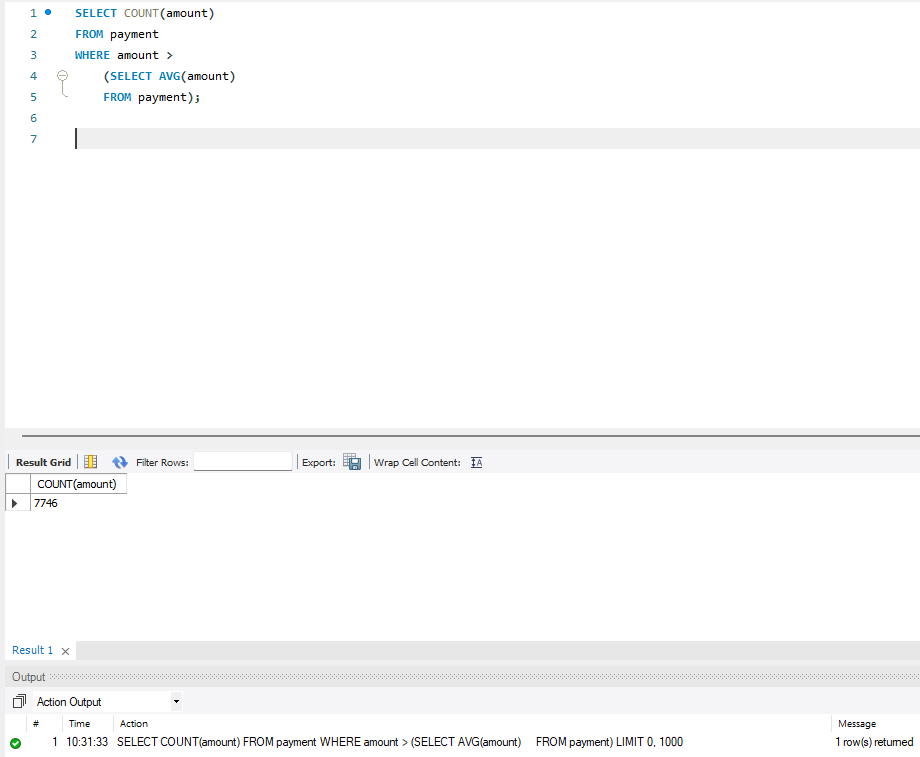 1 SELECT COUNT(amount)
2 FROM payment
3 WHERE amount >
4 (SELECT AVG(amount)
5 FROM payment);
6
7
Result Grid Filter Rows: Export: Wrap Cell Content: IA
COUNT(amount)
7746
Result 1 ×
Output
Action Output
# Time Action Message
1 10:31:33 SELECT COUNT(amount) FROM payment WHERE amount > (SELECT AVG(amount) FROM payment) LIMIT 0, 1000 1 row(s) returned